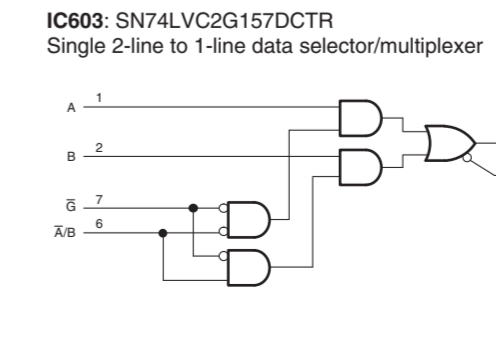 IC603: SN74LVC2G157DCTR
Single 2-line to 1-line data selector/multiplexer
A 1
B 2
G̅ 7
A̅/B 6